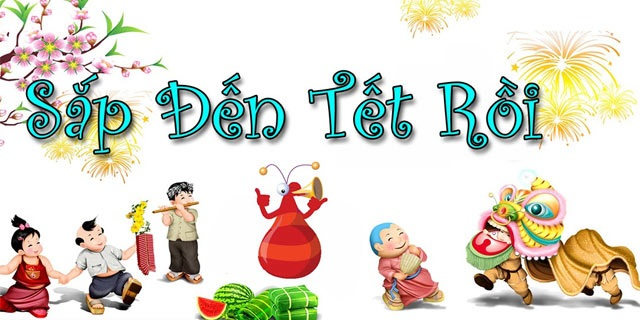 Sắp Đến Tết Rồi